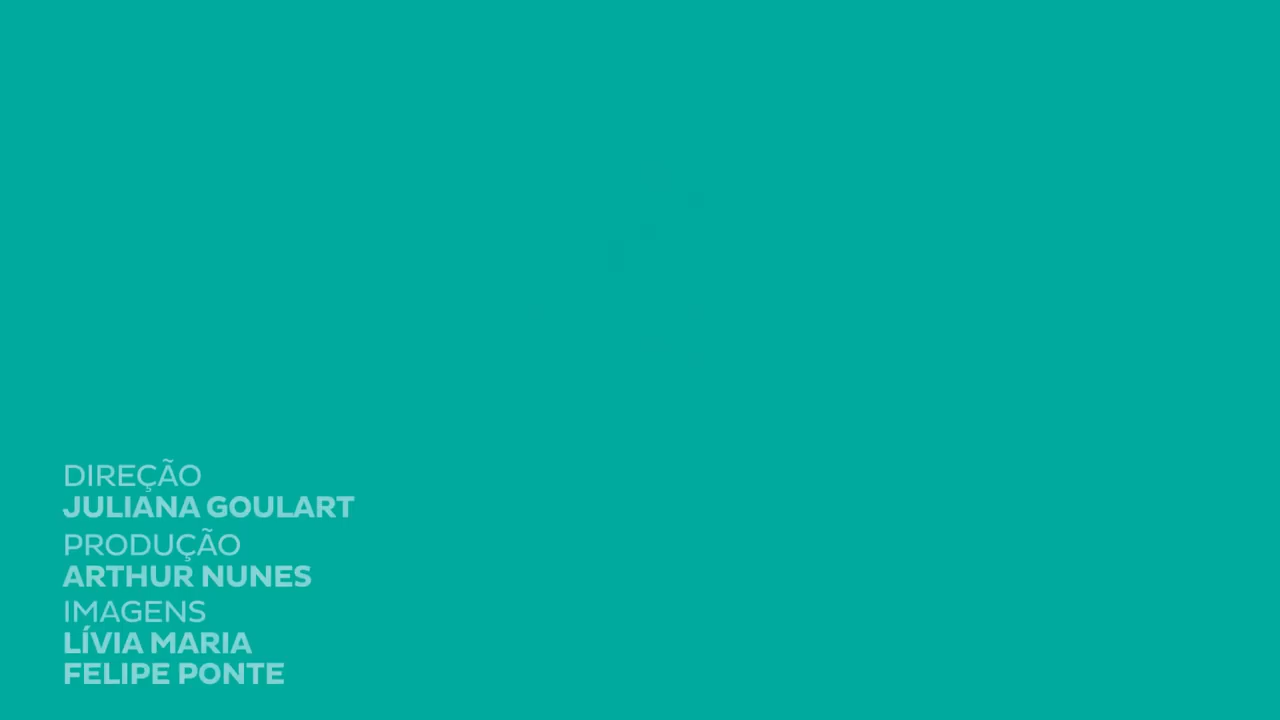 DIREÇÃO
JULIANA GOULART
PRODUÇÃO
ARTHUR NUNES
IMAGENS
LÍVIA MARIA
FELIPE PONTE